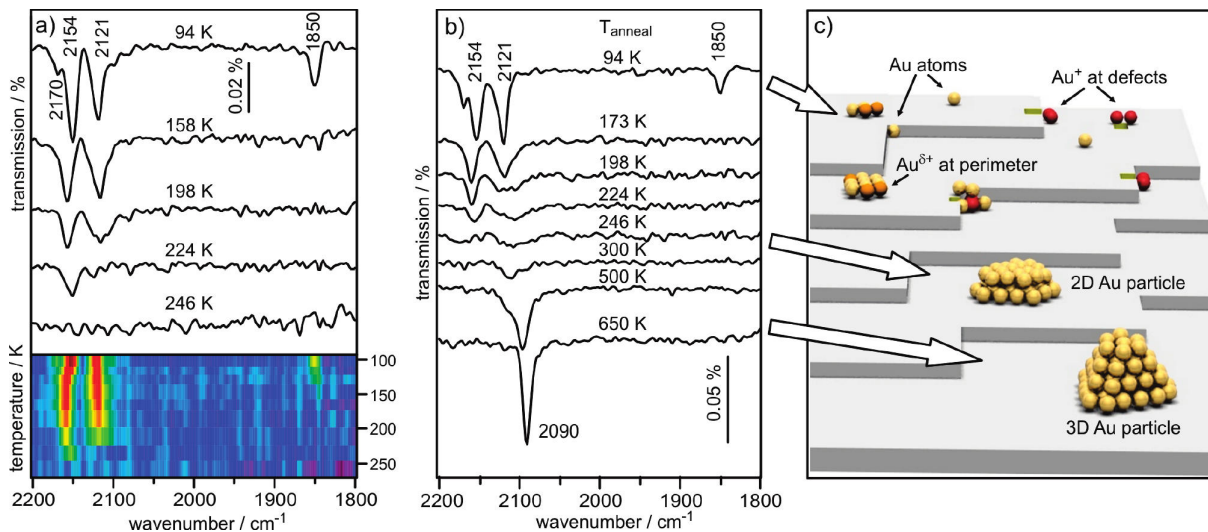 a)
2154
2121
1850
2170
94 K
0.02 %
158 K
198 K
224 K
246 K
transmission / %
temperature / K
100
150
200
250
2200
2100
2000
1900
1800
wavenumber / cm⁻¹
b)
T_anneal
2154
2121
1850
94 K
173 K
198 K
224 K
246 K
300 K
500 K
650 K
0.05 %
2090
transmission / %
2200
2100
2000
1900
1800
wavenumber / cm⁻¹
c)
Au atoms
Au⁺ at defects
Au^δ+ at perimeter
2D Au particle
3D Au particle